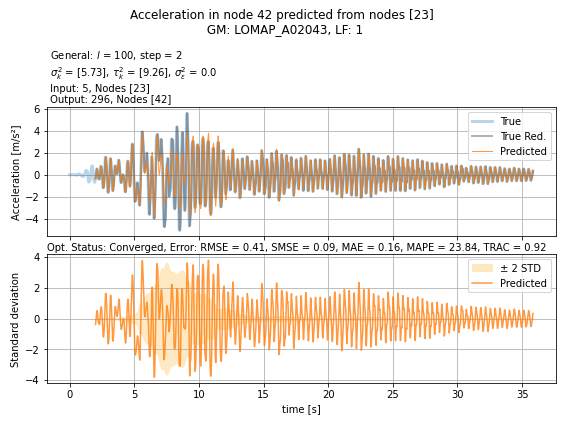 Acceleration in node 42 predicted from nodes [23]
GM: LOMAP_A02043, LF: 1
General: l = 100, step = 2
σ²ₖ = [5.73], τ²ₖ = [9.26], σ²ₑ = 0.0
Input: 5, Nodes [23]
Output: 296, Nodes [42]
6
4
2
0
−2
−4
Acceleration [m/s²]
True
True Red.
Predicted
Opt. Status: Converged, Error: RMSE = 0.41, SMSE = 0.09, MAE = 0.16, MAPE = 23.84, TRAC = 0.92
4
2
0
−2
−4
Standard deviation
± 2 STD
Predicted
0 5 10 15 20 25 30 35
time [s]